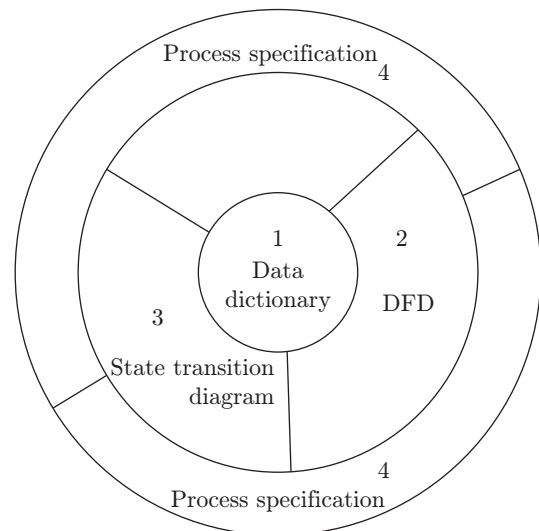 Process specification
4
1
Data
dictionary
2
DFD
3
State transition
diagram
4
Process specification